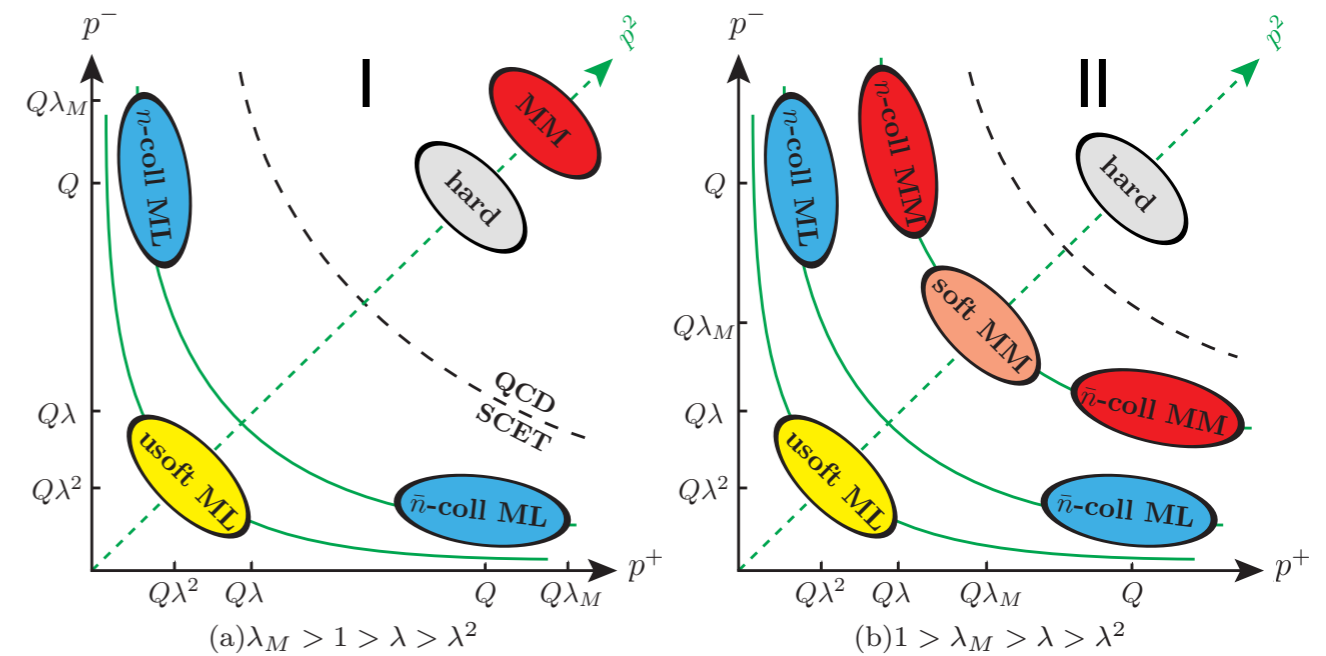 p⁻
I
p²
Qλ_M
Q
Qλ
Qλ²
n-coll ML
MM
hard
QCD
SCET
usoft ML
n̄-coll ML
p⁺
Qλ²
Qλ
Q
Qλ_M
(a)λ_M > 1 > λ > λ²
p⁻
II
p²
Q
Qλ_M
Qλ
Qλ²
n-coll ML
n-coll MM
hard
soft MM
n̄-coll MM
usoft ML
n̄-coll ML
p⁺
Qλ²
Qλ
Qλ_M
Q
(b)1 > λ_M > λ > λ²